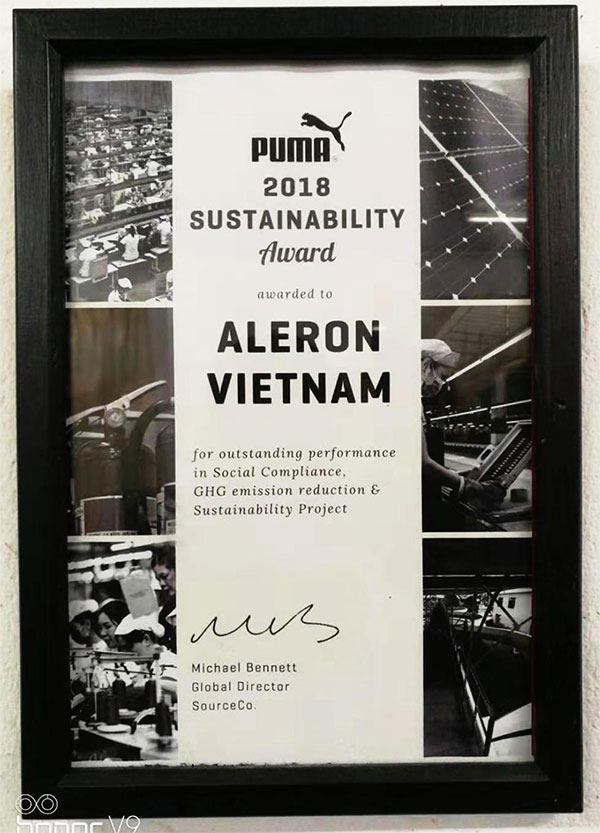 PUMA
2018
SUSTAINABILITY
Award
awarded to
ALERON
VIETNAM
for outstanding performance
in Social Compliance,
GHG emission reduction &
Sustainability Project
Michael Bennett
Global Director
SourceCo.
honor V9